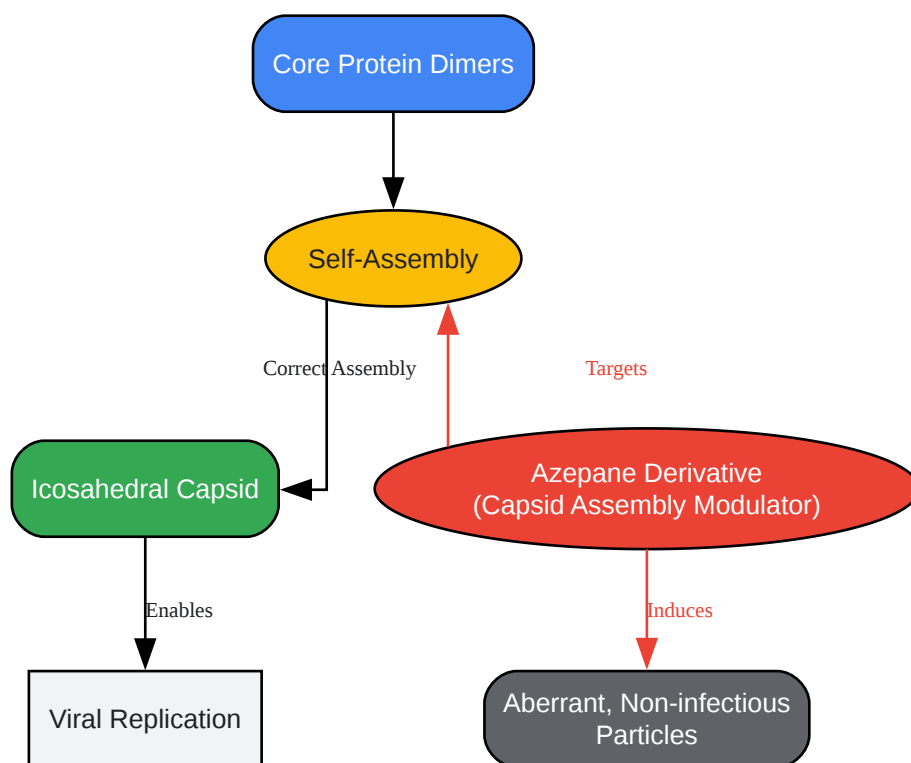 Core Protein Dimers
Self-Assembly
Correct Assembly
Targets
Icosahedral Capsid
Azepane Derivative
(Capsid Assembly Modulator)
Enables
Induces
Viral Replication
Aberrant, Non-infectious
Particles